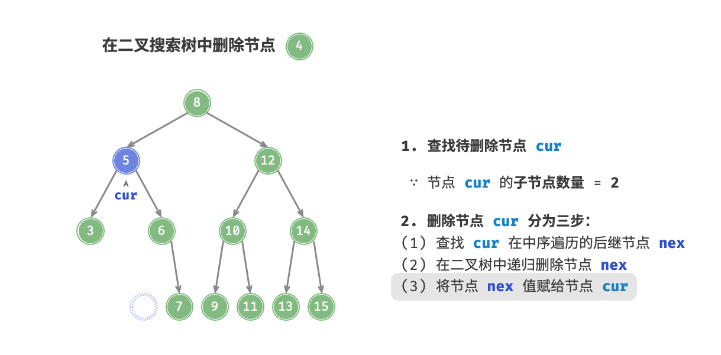 在二叉搜索树中删除节点 4
8
5 12
cur
3 6 10 14
7 9 11 13 15
1. 查找待删除节点 cur
∵ 节点 cur 的子节点数量 = 2
2. 删除节点 cur 分为三步：
(1) 查找 cur 在中序遍历的后继节点 nex
(2) 在二叉树中递归删除节点 nex
(3) 将节点 nex 值赋给节点 cur